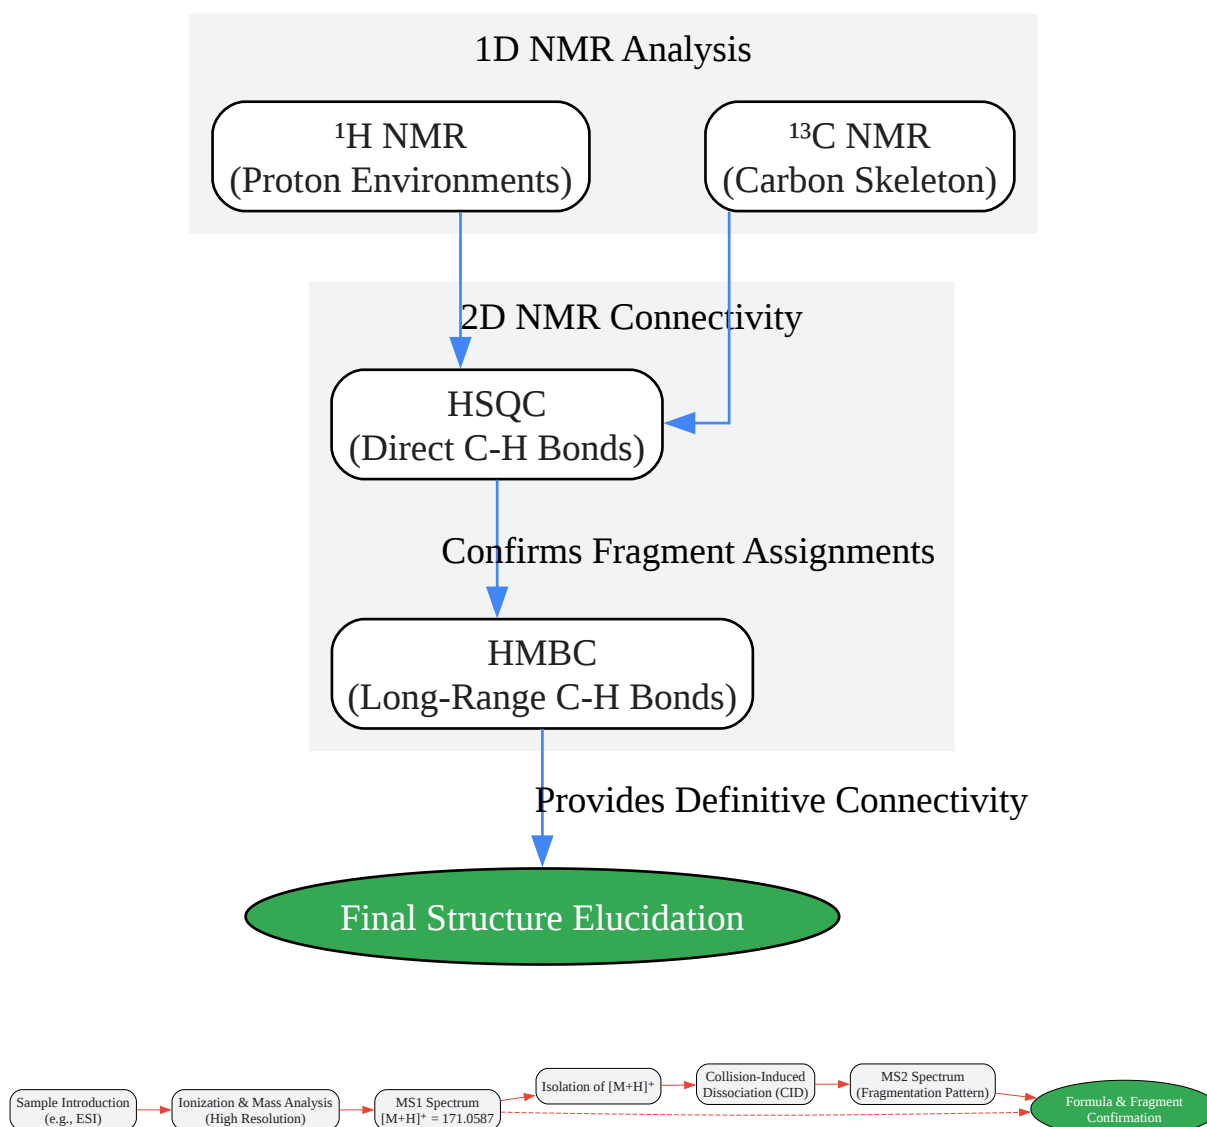 1D NMR Analysis
¹H NMR
(Proton Environments)
¹³C NMR
(Carbon Skeleton)
2D NMR Connectivity
HSQC
(Direct C-H Bonds)
Confirms Fragment Assignments
HMBC
(Long-Range C-H Bonds)
Provides Definitive Connectivity
Final Structure Elucidation
Sample Introduction
(e.g., ESI)
Ionization & Mass Analysis
(High Resolution)
MS1 Spectrum
[M+H]⁺ = 171.0587
Isolation of [M+H]⁺
Collision-Induced
Dissociation (CID)
MS2 Spectrum
(Fragmentation Pattern)
Formula & Fragment
Confirmation